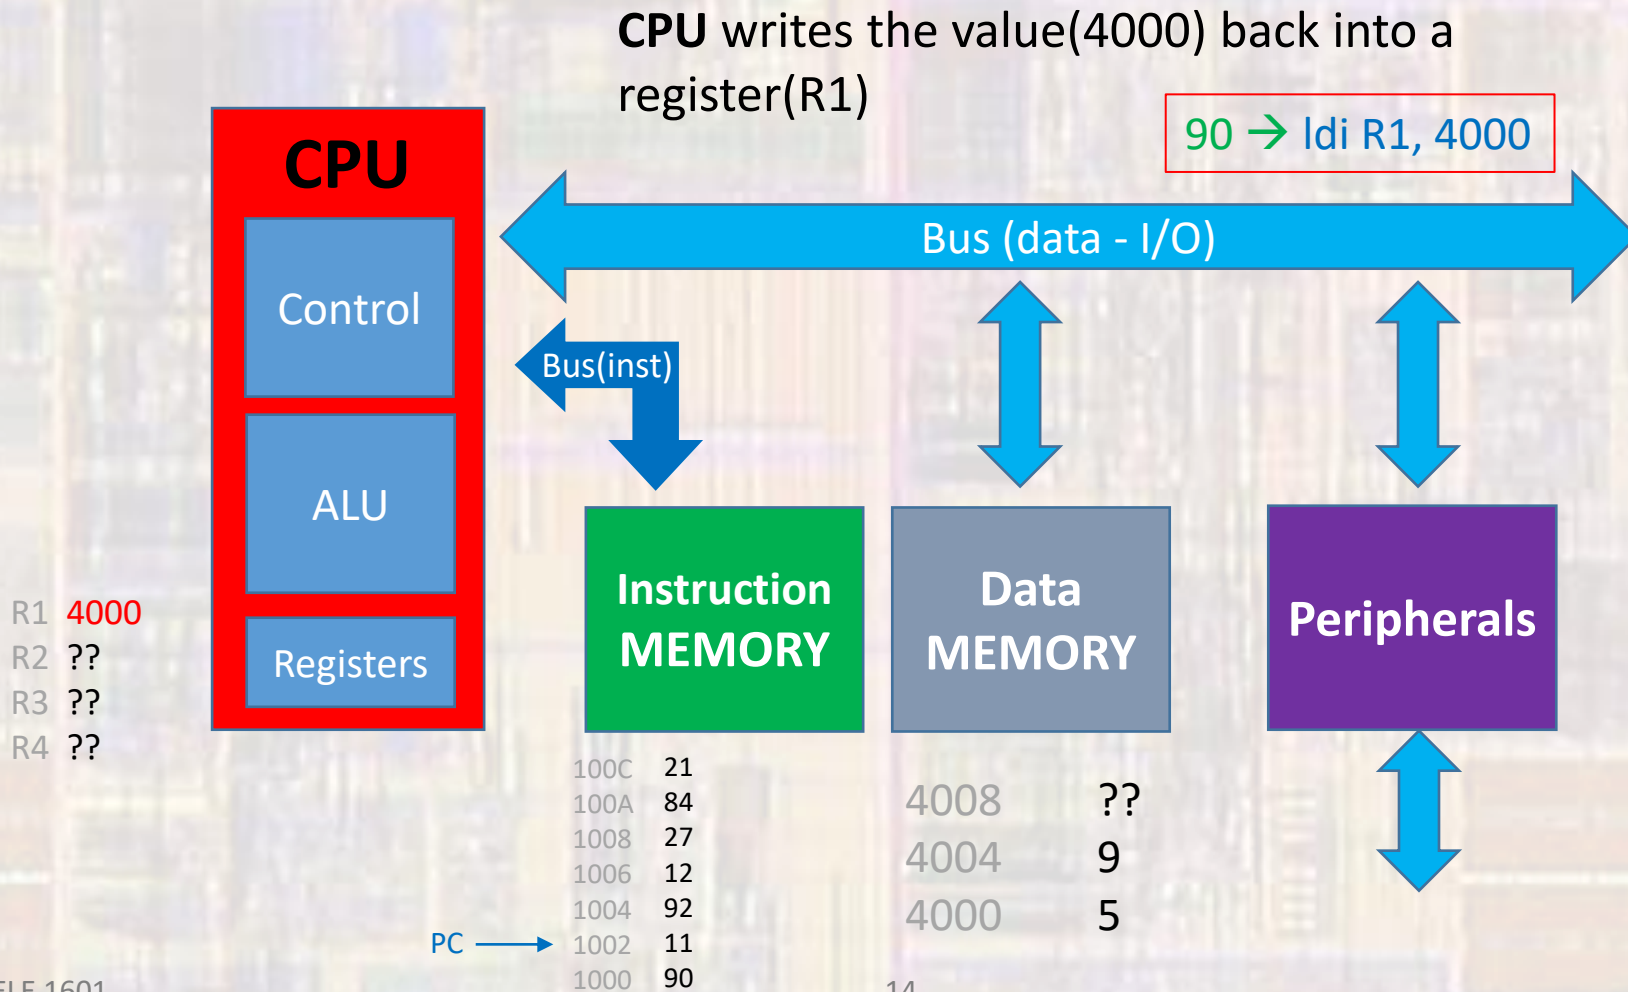 CPU writes the value(4000) back into a
register(R1)
90 → ldi R1, 4000
CPU
Control
ALU
Registers
Bus (data - I/O)
Bus(inst)
Instruction
MEMORY
Data
MEMORY
Peripherals
R1 4000
R2 ??
R3 ??
R4 ??
100C 21
100A 84
1008 27
1006 12
1004 92
PC 1002 11
1000 90
4008 ??
4004 9
4000 5
1601
14